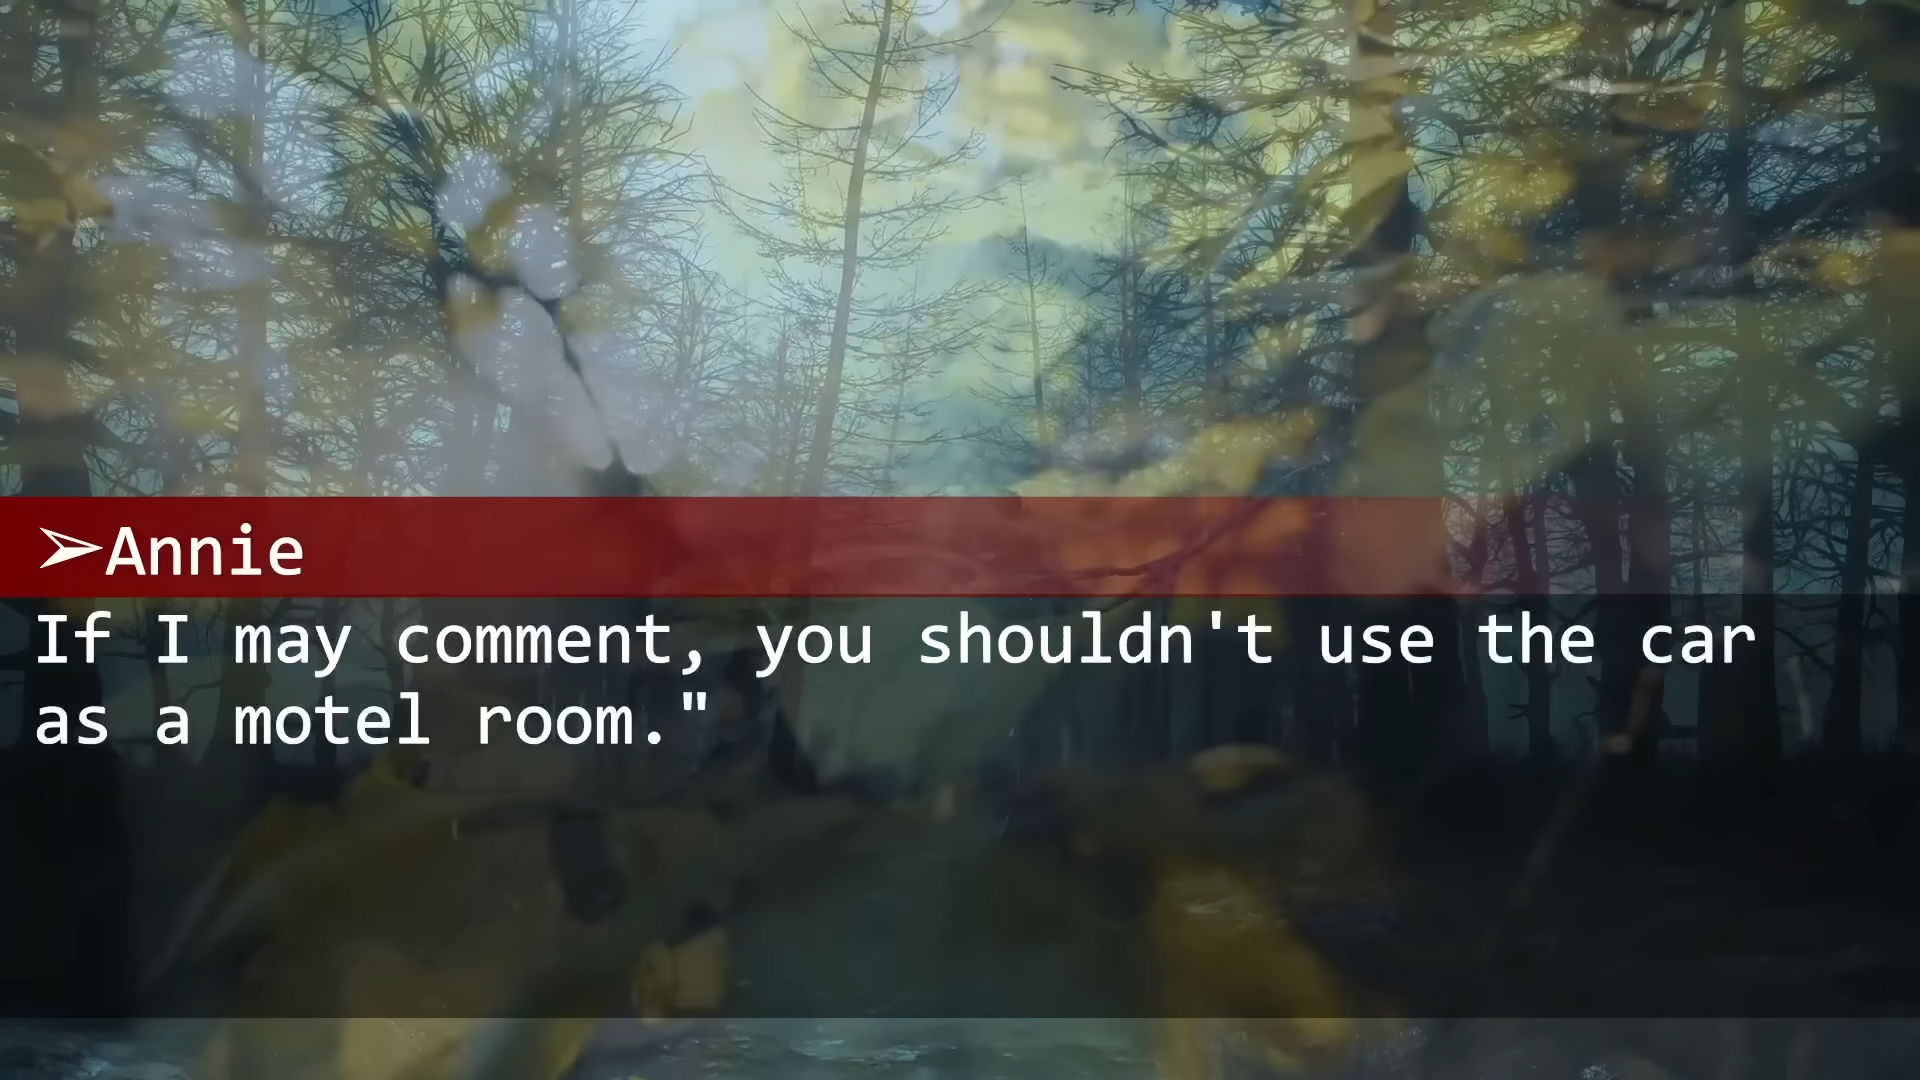 ➢Annie
If I may comment, you shouldn't use the car
as a motel room."